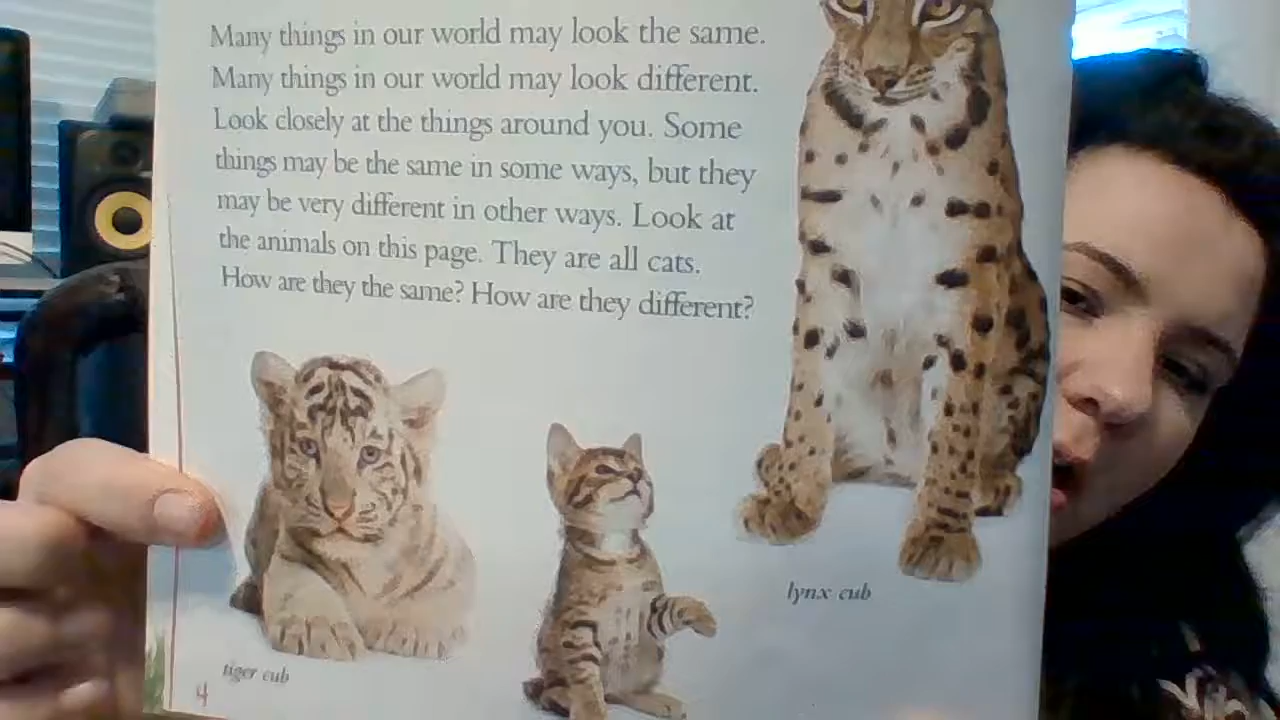 Many things in our world may look the same.
Many things in our world may look different.
Look closely at the things around you. Some
things may be the same in some ways, but they
may be very different in other ways. Look at
the animals on this page. They are all cats.
How are they the same? How are they different?
lynx cub
tiger cub
4